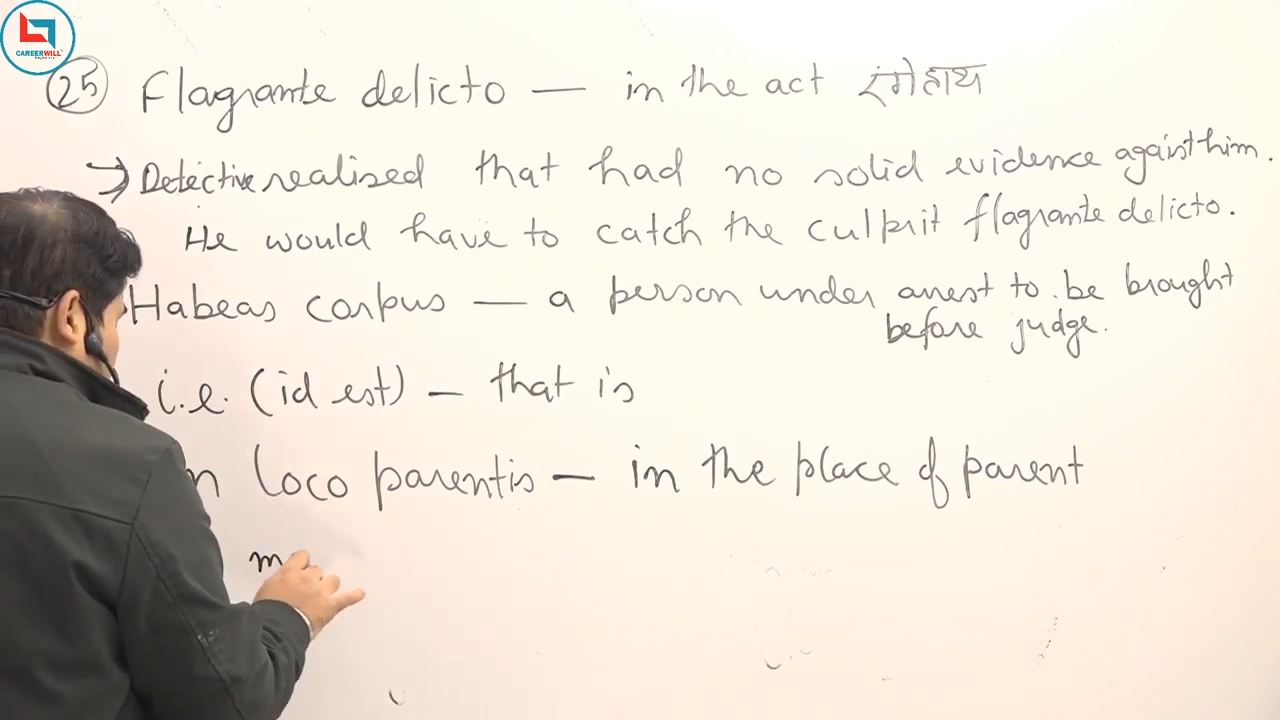 CAREERWILL
25 Flagrante delicto — in the act रंगेहाथ
→ Detective realised that had no solid evidence against him.
He would have to catch the culprit flagrante delicto.
Habeas corpus — a person under arrest to be brought
before judge.
i.e. (id est) — that is
n loco parentis — in the place of parent
m